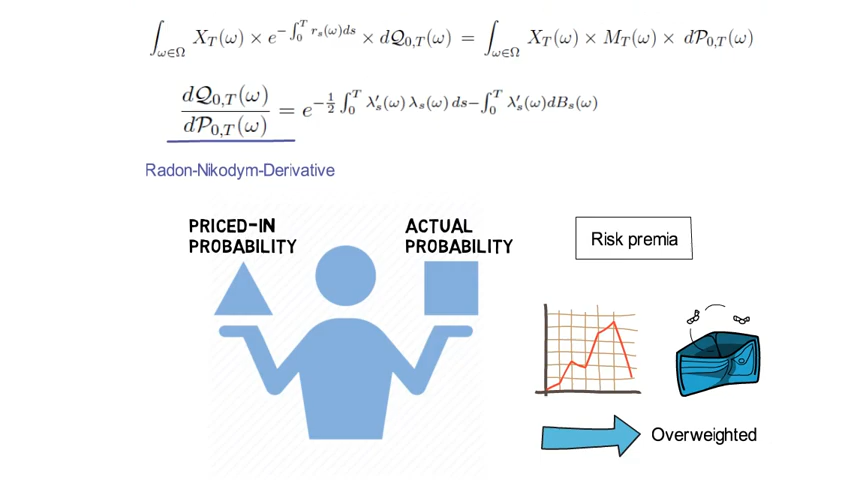 ∫_{ω∈Ω} X_T(ω) × e^{−∫_0^T r_s(ω)ds} × d𝒬_{0,T}(ω) = ∫_{ω∈Ω} X_T(ω) × M_T(ω) × d𝒫_{0,T}(ω)
d𝒬_{0,T}(ω) / d𝒫_{0,T}(ω) = e^{−½ ∫_0^T λ'_s(ω) λ_s(ω) ds − ∫_0^T λ'_s(ω)dB_s(ω)}
Radon-Nikodym-Derivative
PRICED-IN
PROBABILITY
ACTUAL
PROBABILITY
Risk premia
Overweighted